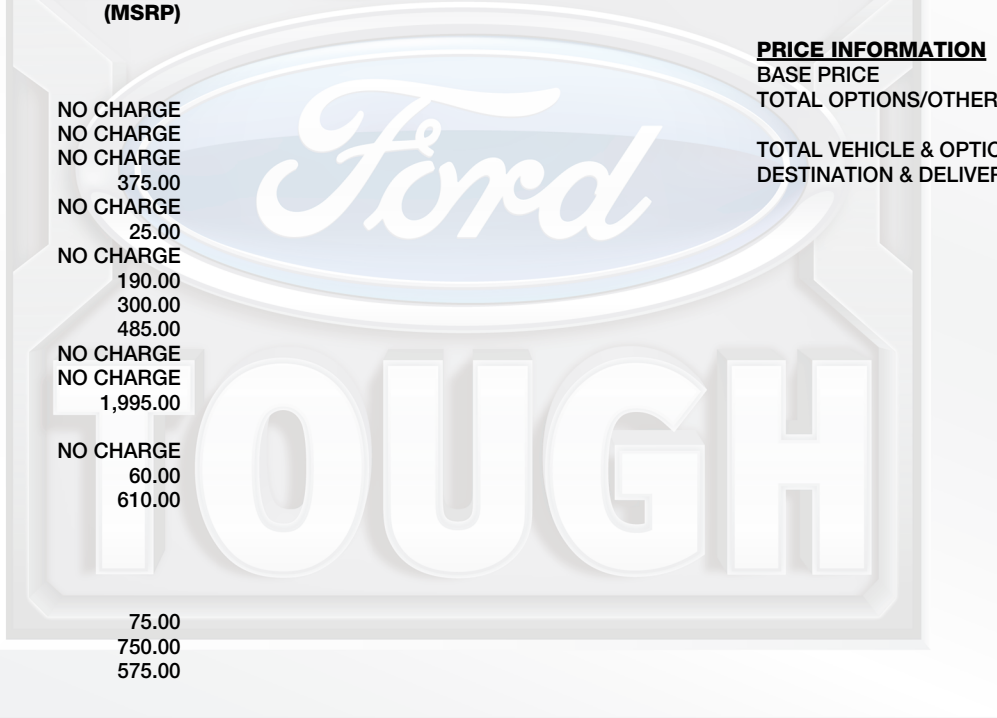 (MSRP)
NO CHARGE
NO CHARGE
NO CHARGE
375.00
NO CHARGE
25.00
NO CHARGE
190.00
300.00
485.00
NO CHARGE
NO CHARGE
1,995.00
NO CHARGE
60.00
610.00
75.00
750.00
575.00
PRICE INFORMATION
BASE PRICE
TOTAL OPTIONS/OTHER
TOTAL VEHICLE & OPTIO
DESTINATION & DELIVER
Ford
TOUGH